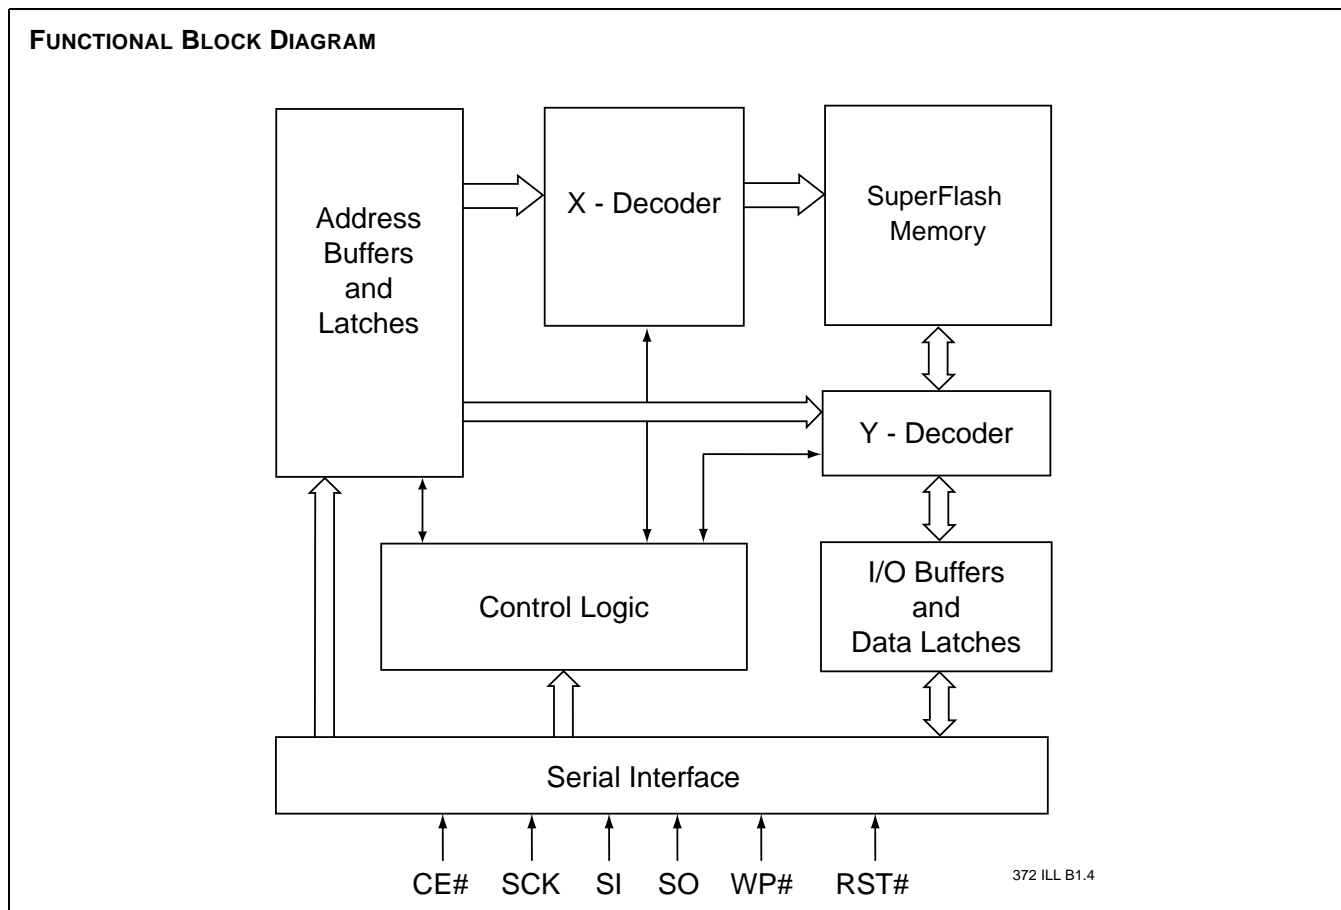 FUNCTIONAL BLOCK DIAGRAM
Address
Buffers
and
Latches
X - Decoder
SuperFlash
Memory
Y - Decoder
Control Logic
I/O Buffers
and
Data Latches
Serial Interface
CE# SCK SI SO WP# RST#
372 ILL B1.4